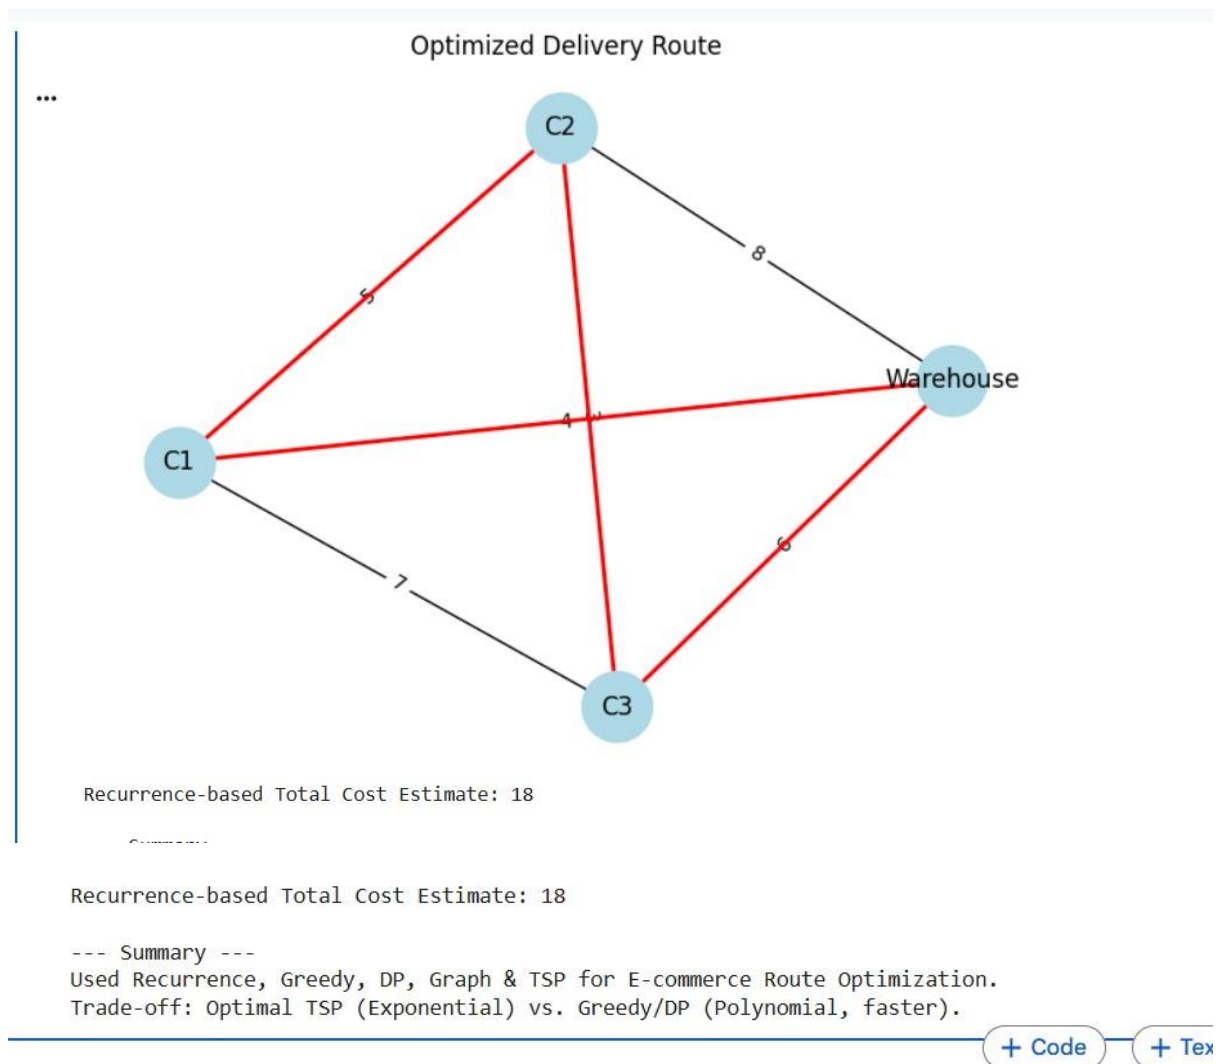 Optimized Delivery Route
...
C2
8
5
Warehouse
4 3
C1
7
6
C3
Recurrence-based Total Cost Estimate: 18
Summary
Recurrence-based Total Cost Estimate: 18
--- Summary ---
Used Recurrence, Greedy, DP, Graph & TSP for E-commerce Route Optimization.
Trade-off: Optimal TSP (Exponential) vs. Greedy/DP (Polynomial, faster).
+ Code
+ Tex